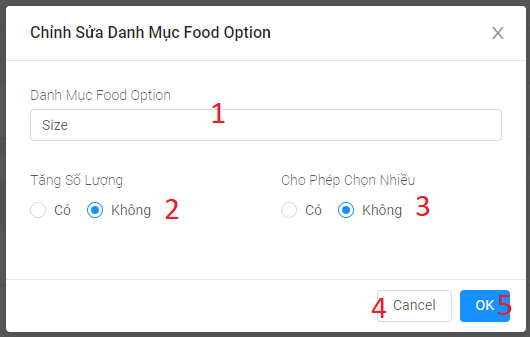 Chỉnh Sửa Danh Mục Food Option
Danh Mục Food Option
1
Size
Tăng Số Lượng
Cho Phép Chọn Nhiều
Có Không 2
Có Không 3
4 Cancel OK 5